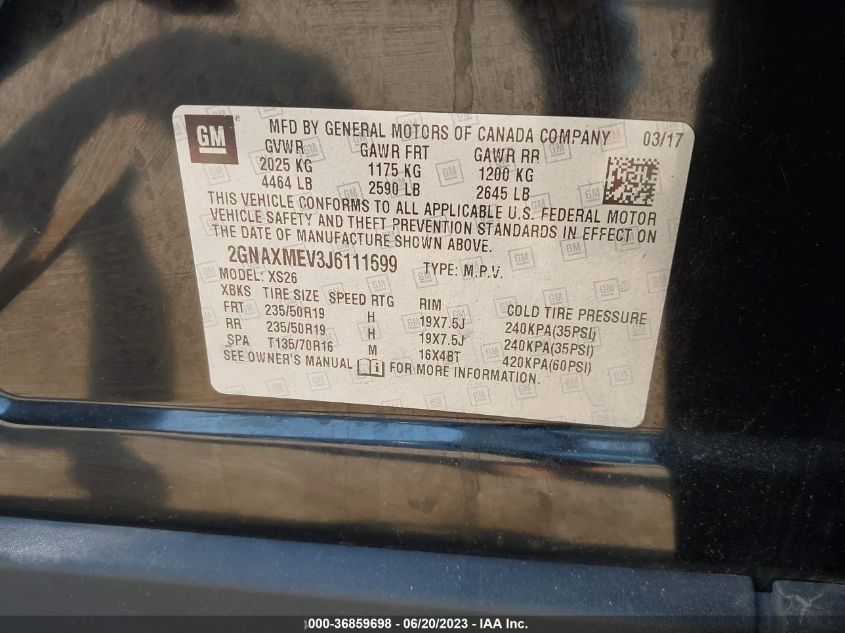 GM
MFD BY GENERAL MOTORS OF CANADA COMPANY 03/17
GVWR GAWR FRT GAWR RR
2025 KG 1175 KG 1200 KG
4464 LB 2590 LB 2645 LB
THIS VEHICLE CONFORMS TO ALL APPLICABLE U.S. FEDERAL MOTOR
VEHICLE SAFETY AND THEFT PREVENTION STANDARDS IN EFFECT ON
THE DATE OF MANUFACTURE SHOWN ABOVE.
2GNAXMEV3J6111699 TYPE: M.P.V.
MODEL: XS26
XBKS TIRE SIZE SPEED RTG RIM COLD TIRE PRESSURE
FRT 235/50R19 H 19X7.5J 240KPA(35PSI)
RR 235/50R19 H 19X7.5J 240KPA(35PSI)
SPA T135/70R16 M 16X4BT 420KPA(60PSI)
SEE OWNER'S MANUAL FOR MORE INFORMATION.
000-36859698 - 06/20/2023 - IAA Inc.